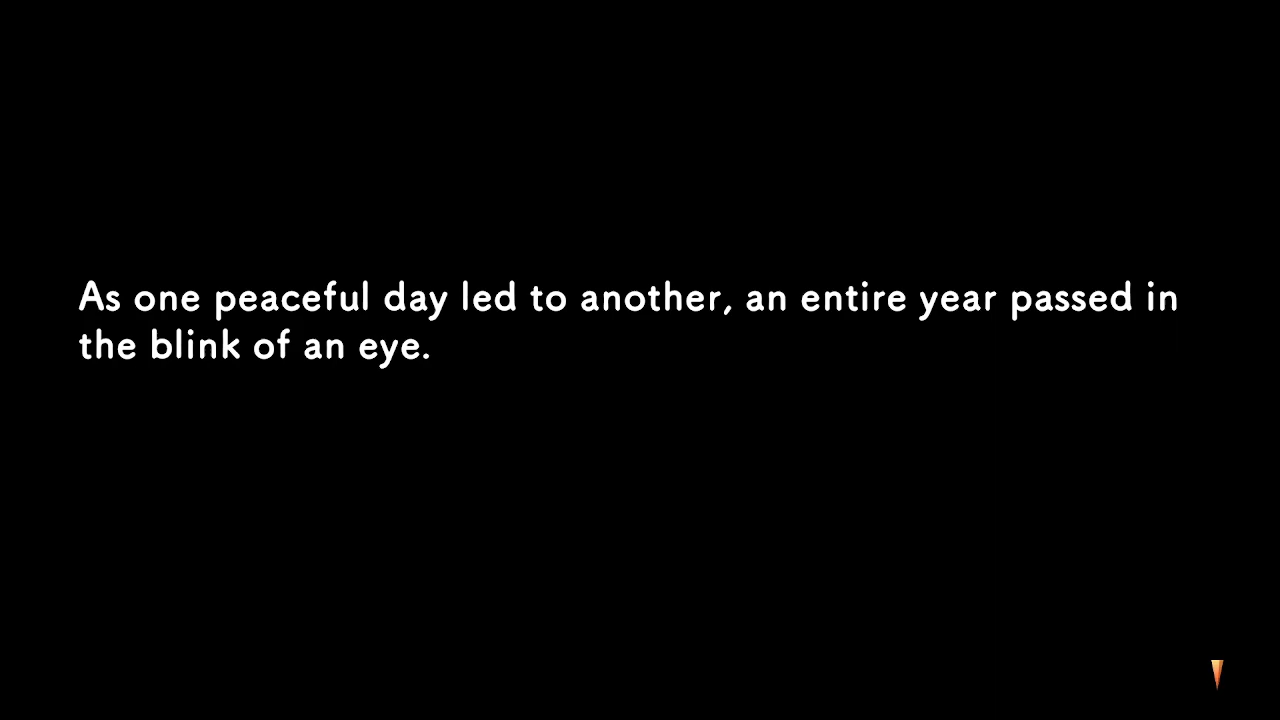 As one peaceful day led to another, an entire year passed in
the blink of an eye.